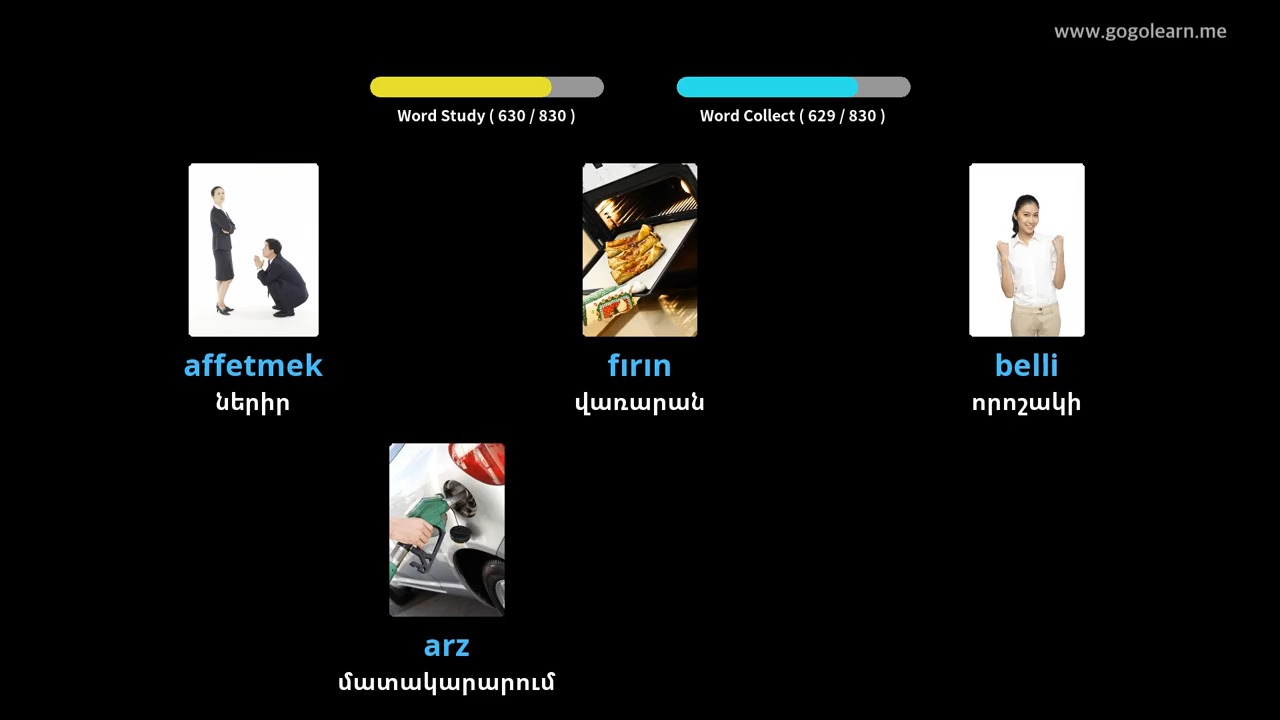 www.gogolearn.me
Word Study ( 630 / 830 )
Word Collect ( 629 / 830 )
affetmek
ներիր
fırın
վառարան
belli
որոշակի
arz
մատակարարում